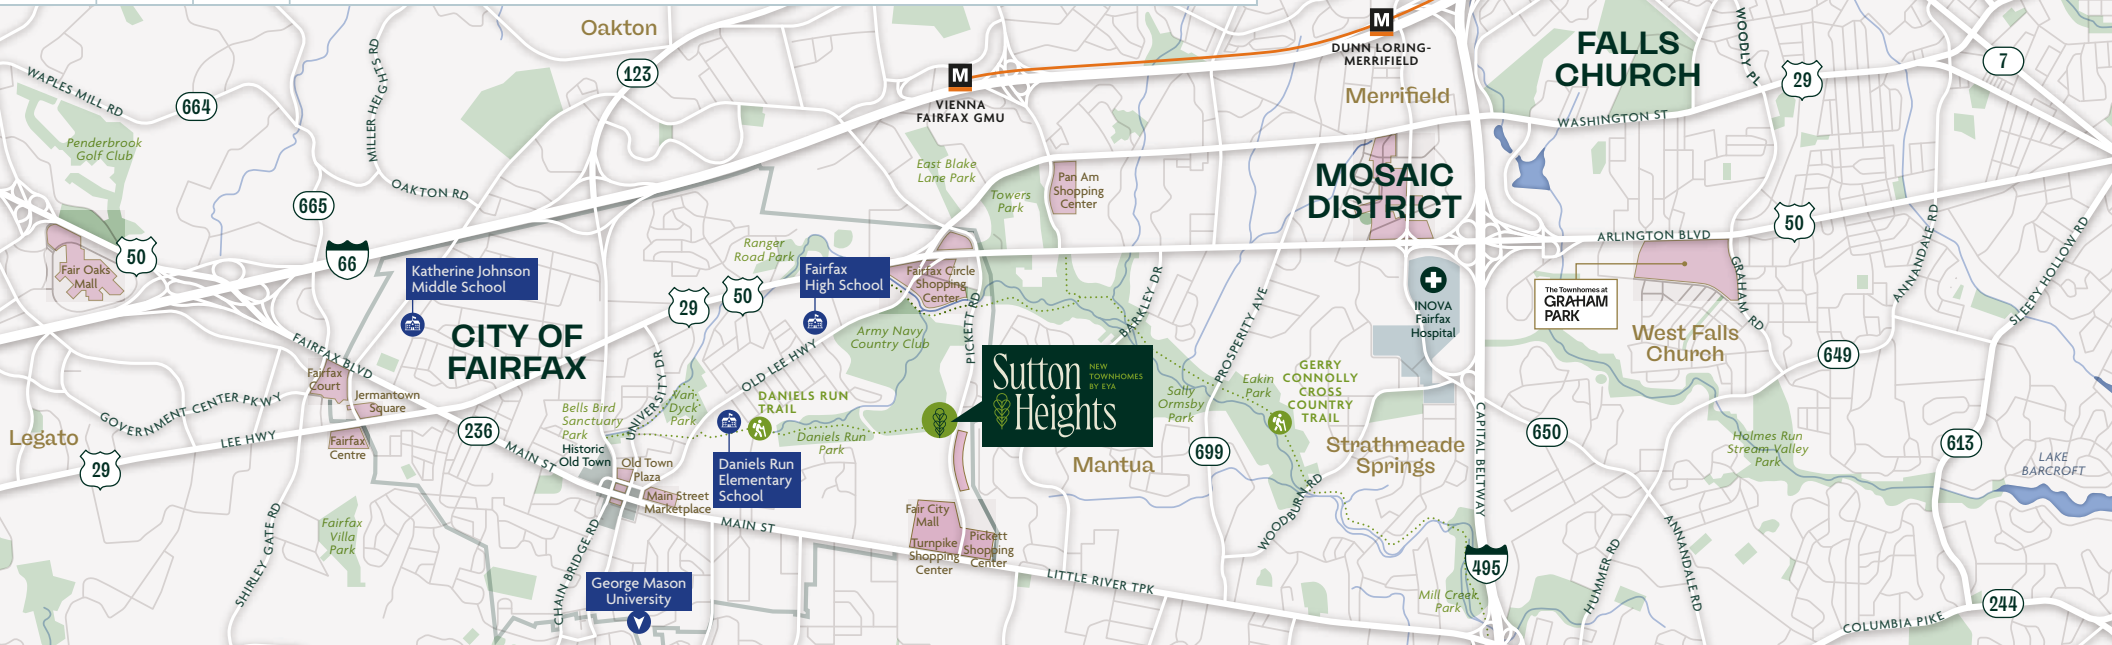 Oakton
DUNN LORING-
MERRIFIELD
FALLS
CHURCH
WOODLY PL
7
29
123
VIENNA
FAIRFAX GMU
M
M
Merrifield
WASHINGTON ST
WAPLES MILL RD
664
MILLER HEIGHTS RD
Penderbrook
Golf Club
OAKTON RD
665
East Blake
Lane Park
Towers
Park
Pan Am
Shopping
Center
MOSAIC
DISTRICT
50
ARLINGTON BLVD
ANNANDALE RD
SLEEPY HOLLOW RD
50
Fair Oaks
Mall
66
Katherine Johnson
Middle School
Ranger
Road Park
Fairfax
High School
Fairfax Circle
Shopping
Center
29
50
BARKLEY DR
PROSPERITY AVE
INOVA
Fairfax
Hospital
The Townhomes at
GRAHAM
PARK
GRAHAM RD
West Falls
Church
649
CITY OF
FAIRFAX
Army Navy
Country Club
PICKETT RD
OLD LEE HWY
UNIVERSITY DR
FAIRFAX BLVD
Fairfax
Court
Jermantown
Square
GOVERNMENT CENTER PKWY
Legato
LEE HWY
29
Fairfax
Centre
236
MAIN ST
Bells Bird
Sanctuary
Park
Historic
Old Town
Van
Dyck
Park
DANIELS RUN
TRAIL
Daniels Run
Park
Daniels Run
Elementary
School
Old Town
Plaza
Main Street
Marketplace
MAIN ST
Sutton
Heights
NEW
TOWNHOMES
BY EYA
Mantua
Sally
Ormsby
Park
Eakin
Park
GERRY
CONNOLLY
CROSS
COUNTRY
TRAIL
699
Strathmeade
Springs
CAPITAL BELTWAY
650
Holmes Run
Stream Valley
Park
613
LAKE
BARCROFT
WOODBURN RD
Fair City
Mall
Turnpike
Shopping
Center
Pickett
Shopping
Center
LITTLE RIVER TPK
Fairfax
Villa
Park
SHIRLEY GATE RD
CHAIN BRIDGE RD
George Mason
University
Mill Creek
Park
495
HUMMER RD
ANNANDALE RD
COLUMBIA PIKE
244